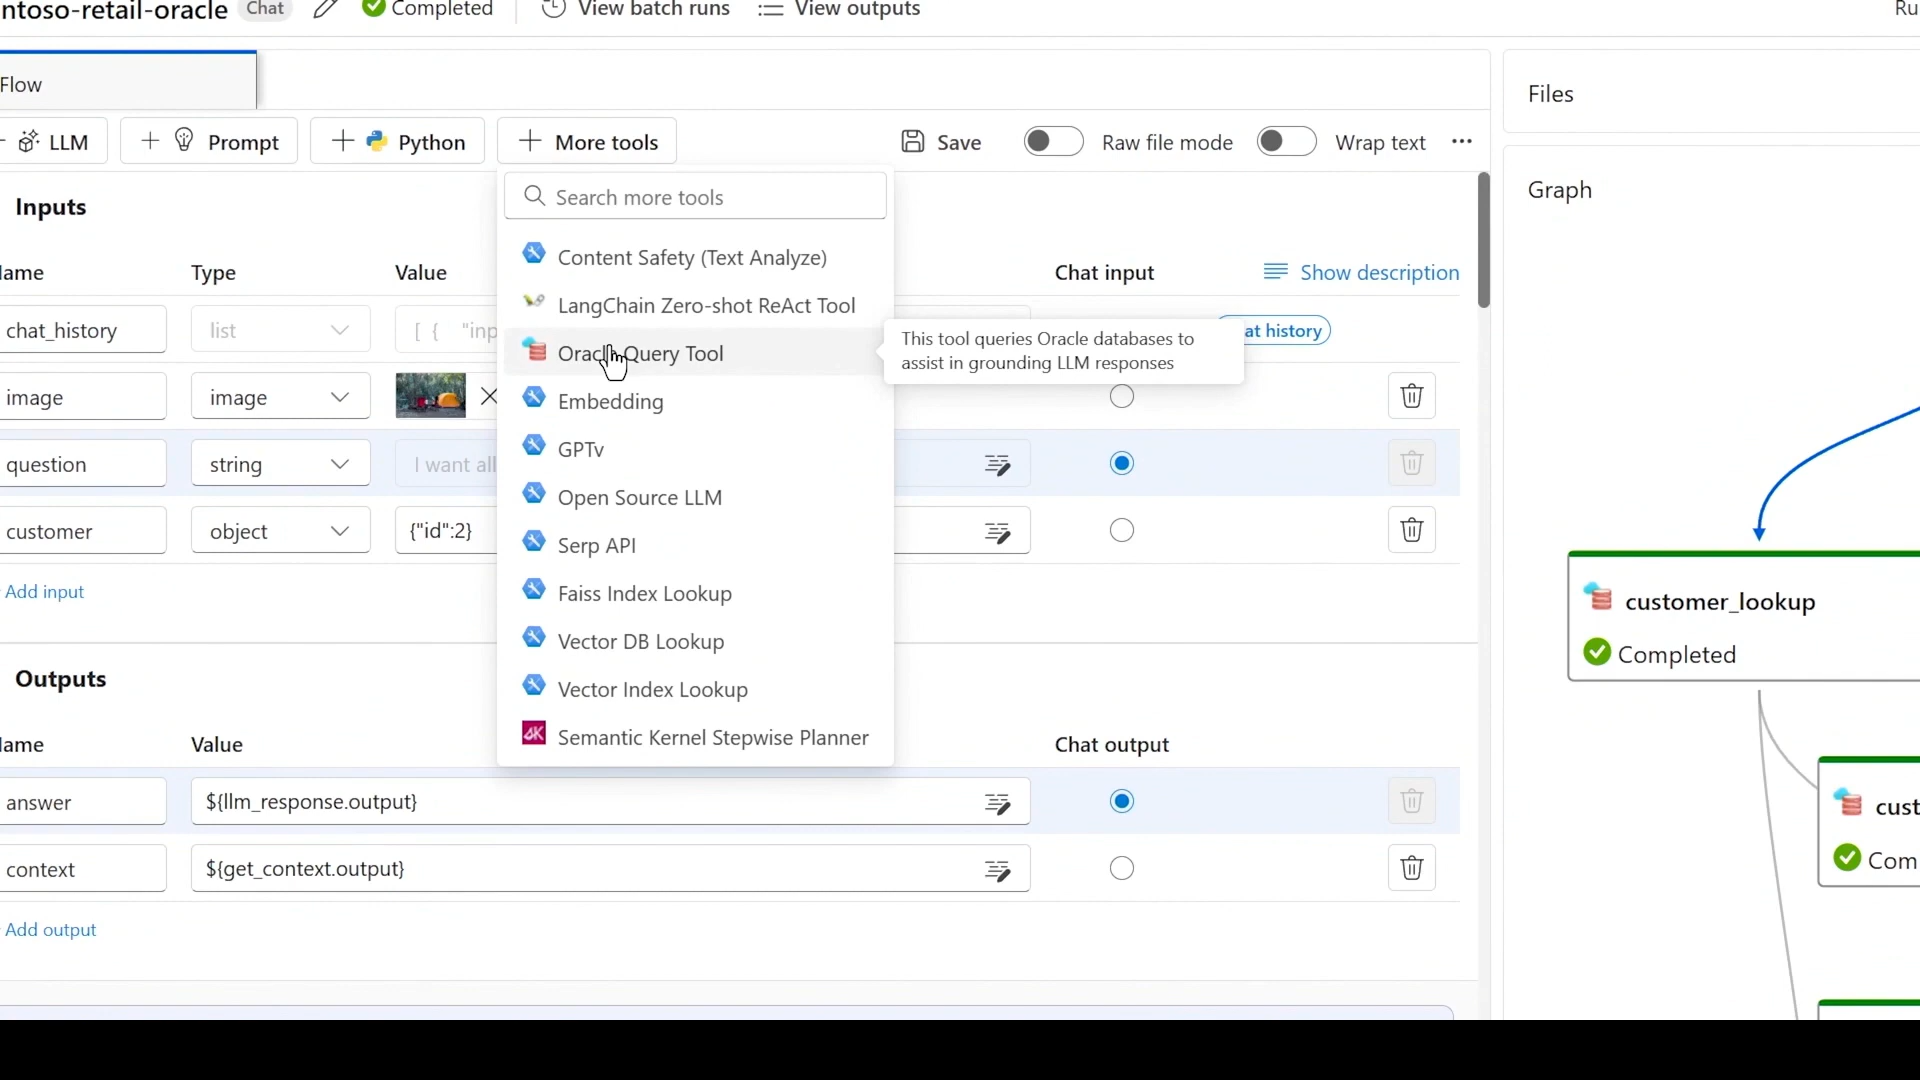 ntoso-retail-oracle Chat Completed View batch runs View outputs Ru
Flow
Files
LLM Prompt Python More tools Save Raw file mode Wrap text
Search more tools
Graph
Inputs
Content Safety (Text Analyze)
ame Type Value Chat input Show description
LangChain Zero-shot ReAct Tool
chat_history list [ { "inp at history
This tool queries Oracle databases to
assist in grounding LLM responses
Oracle Query Tool
image image
Embedding
GPTv
question string I want all
Open Source LLM
customer object {"id":2}
Serp API
Add input
Faiss Index Lookup
customer_lookup
Vector DB Lookup
Completed
Outputs
Vector Index Lookup
Semantic Kernel Stepwise Planner
ame Value Chat output
answer ${llm_response.output}
cust
context ${get_context.output}
Com
Add output